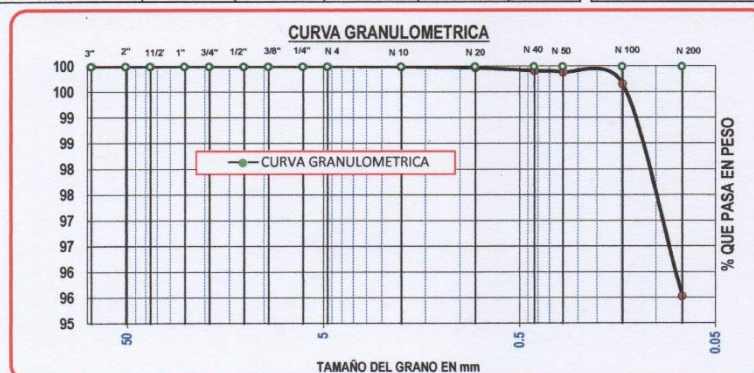 CURVA GRANULOMETRICA
3" 2" 11/2' 1" 3/4" 1/2" 3/8" 1/4" N 4 N 10 N 20 N 40 N 50 N 100 N 200
100
100
99
99
98
98
97
97
96
96
95
CURVA GRANULOMETRICA
% QUE PASA EN PESO
50 5 0.5 0.05
TAMAÑO DEL GRANO EN mm